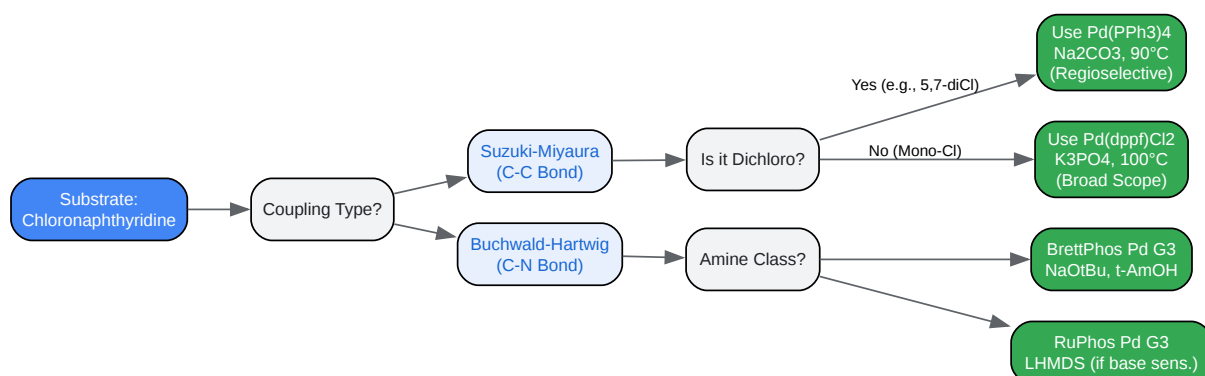 Substrate:
Chloronaphthyridine
Coupling Type?
Suzuki-Miyaura
(C-C Bond)
Is it Dichloro?
Yes (e.g., 5,7-diCl)
Use Pd(PPh3)4
Na2CO3, 90°C
(Regioselective)
No (Mono-Cl)
Use Pd(dppf)Cl2
K3PO4, 100°C
(Broad Scope)
Buchwald-Hartwig
(C-N Bond)
Amine Class?
BrettPhos Pd G3
NaOtBu, t-AmOH
RuPhos Pd G3
LHMDS (if base sens.)